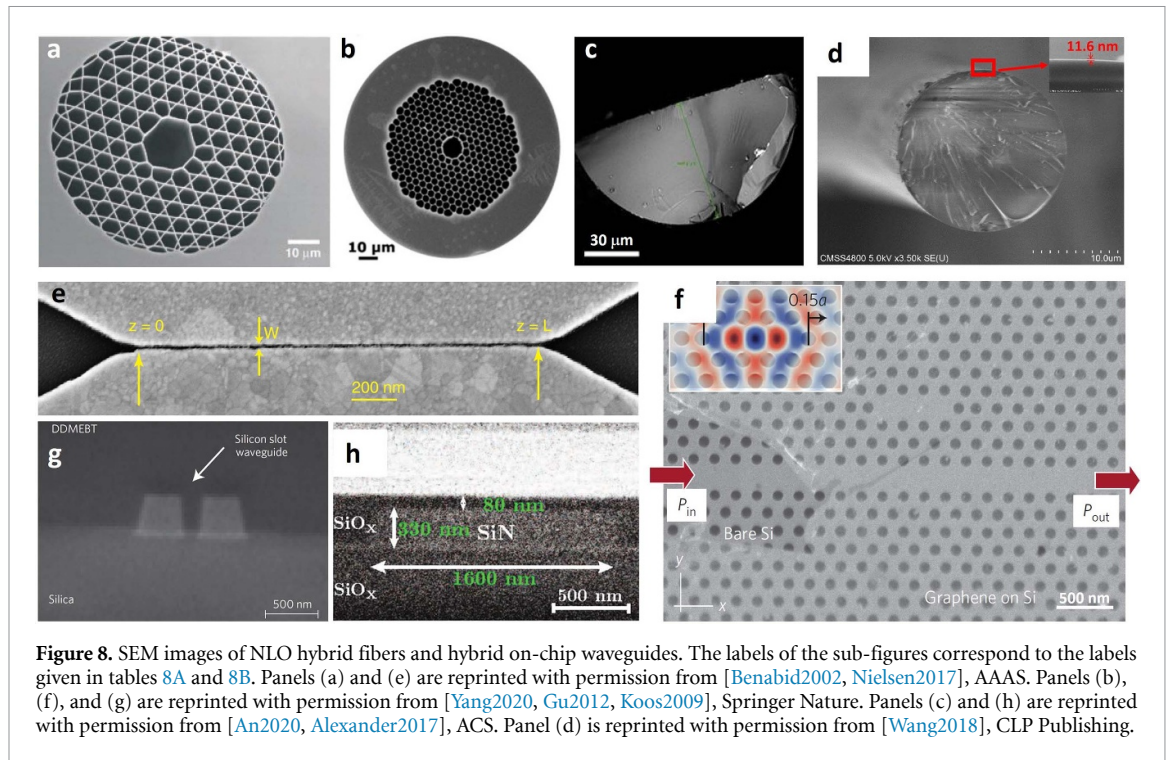 a
10 μm
b
10 μm
c
30 μm
d
11.6 nm
CMSS4800 5.0kV x3.50k SE(U)
10.0um
e
z = 0
W
z = L
200 nm
f
0.15a
P_in
P_out
Bare Si
y
x
Graphene on Si
500 nm
g
DDMEBT
Silicon slot
waveguide
Silica
500 nm
h
80 nm
SiO_x
330 nm
SiN
1600 nm
SiO_x
500 nm
Figure 8. SEM images of NLO hybrid fibers and hybrid on-chip waveguides. The labels of the sub-figures correspond to the labels
given in tables 8A and 8B. Panels (a) and (e) are reprinted with permission from [Benabid2002, Nielsen2017], AAAS. Panels (b),
(f), and (g) are reprinted with permission from [Yang2020, Gu2012, Koos2009], Springer Nature. Panels (c) and (h) are reprinted
with permission from [An2020, Alexander2017], ACS. Panel (d) is reprinted with permission from [Wang2018], CLP Publishing.